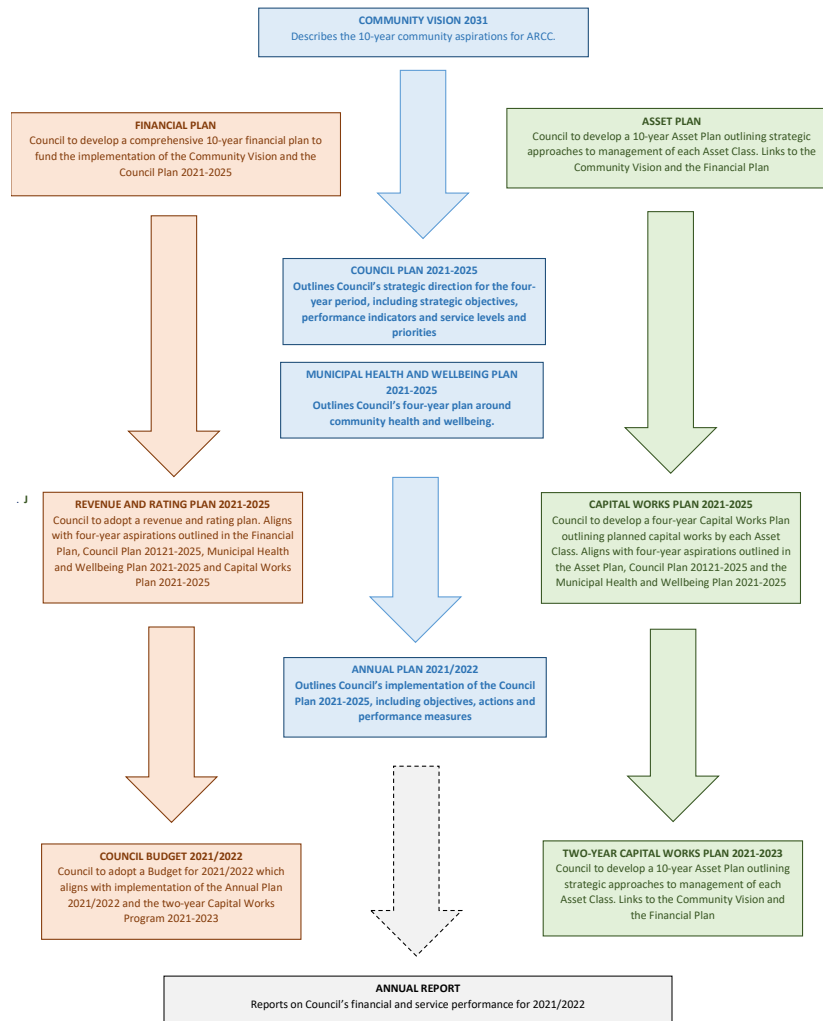 COMMUNITY VISION 2031
Describes the 10-year community aspirations for ARCC.
FINANCIAL PLAN
Council to develop a comprehensive 10-year financial plan to
fund the implementation of the Community Vision and the
Council Plan 2021-2025
ASSET PLAN
Council to develop a 10-year Asset Plan outlining strategic
approaches to management of each Asset Class. Links to the
Community Vision and the Financial Plan
COUNCIL PLAN 2021-2025
Outlines Council's strategic direction for the four-
year period, including strategic objectives,
performance indicators and service levels and
priorities
MUNICIPAL HEALTH AND WELLBEING PLAN
2021-2025
Outlines Council's four-year plan around
community health and wellbeing.
. J
REVENUE AND RATING PLAN 2021-2025
Council to adopt a revenue and rating plan. Aligns
with four-year aspirations outlined in the Financial
Plan, Council Plan 20121-2025, Municipal Health
and Wellbeing Plan 2021-2025 and Capital Works
Plan 2021-2025
CAPITAL WORKS PLAN 2021-2025
Council to develop a four-year Capital Works Plan
outlining planned capital works by each Asset
Class. Aligns with four-year aspirations outlined in
the Asset Plan, Council Plan 20121-2025 and the
Municipal Health and Wellbeing Plan 2021-2025
ANNUAL PLAN 2021/2022
Outlines Council's implementation of the Council
Plan 2021-2025, including objectives, actions and
performance measures
COUNCIL BUDGET 2021/2022
Council to adopt a Budget for 2021/2022 which
aligns with implementation of the Annual Plan
2021/2022 and the two-year Capital Works
Program 2021-2023
TWO-YEAR CAPITAL WORKS PLAN 2021-2023
Council to develop a 10-year Asset Plan outlining
strategic approaches to management of each
Asset Class. Links to the Community Vision and
the Financial Plan
ANNUAL REPORT
Reports on Council's financial and service performance for 2021/2022